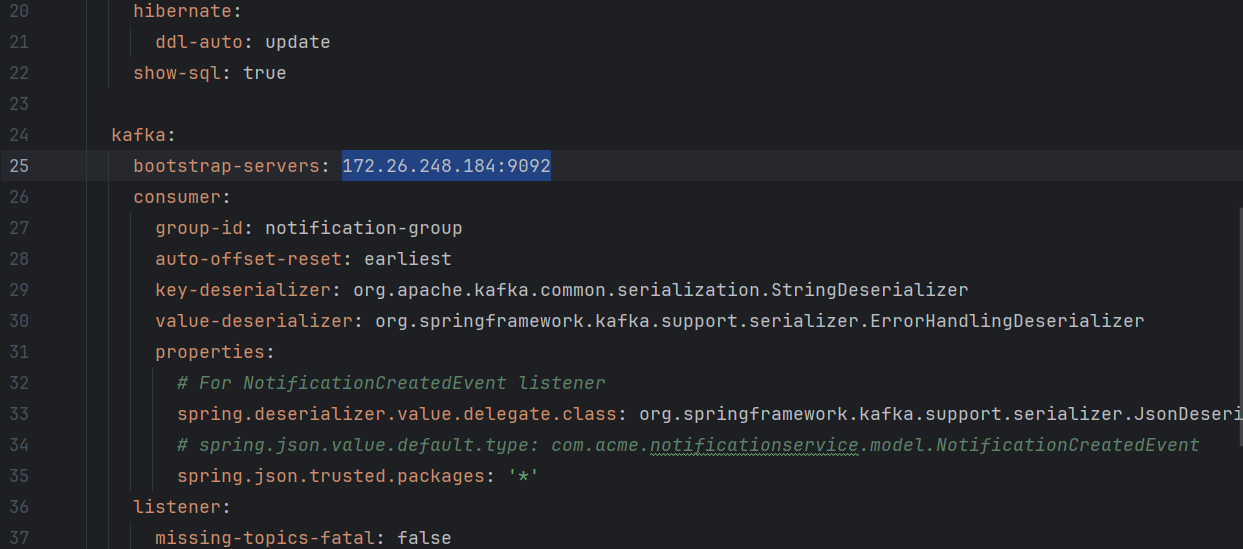 20 hibernate:
21 ddl-auto: update
22 show-sql: true
23
24 kafka:
25 bootstrap-servers: 172.26.248.184:9092
26 consumer:
27 group-id: notification-group
28 auto-offset-reset: earliest
29 key-deserializer: org.apache.kafka.common.serialization.StringDeserializer
30 value-deserializer: org.springframework.kafka.support.serializer.ErrorHandlingDeserializer
31 properties:
32 # For NotificationCreatedEvent listener
33 spring.deserializer.value.delegate.class: org.springframework.kafka.support.serializer.JsonDeseri
34 # spring.json.value.default.type: com.acme.notificationservice.model.NotificationCreatedEvent
35 spring.json.trusted.packages: '*'
36 listener:
37 missing-topics-fatal: false